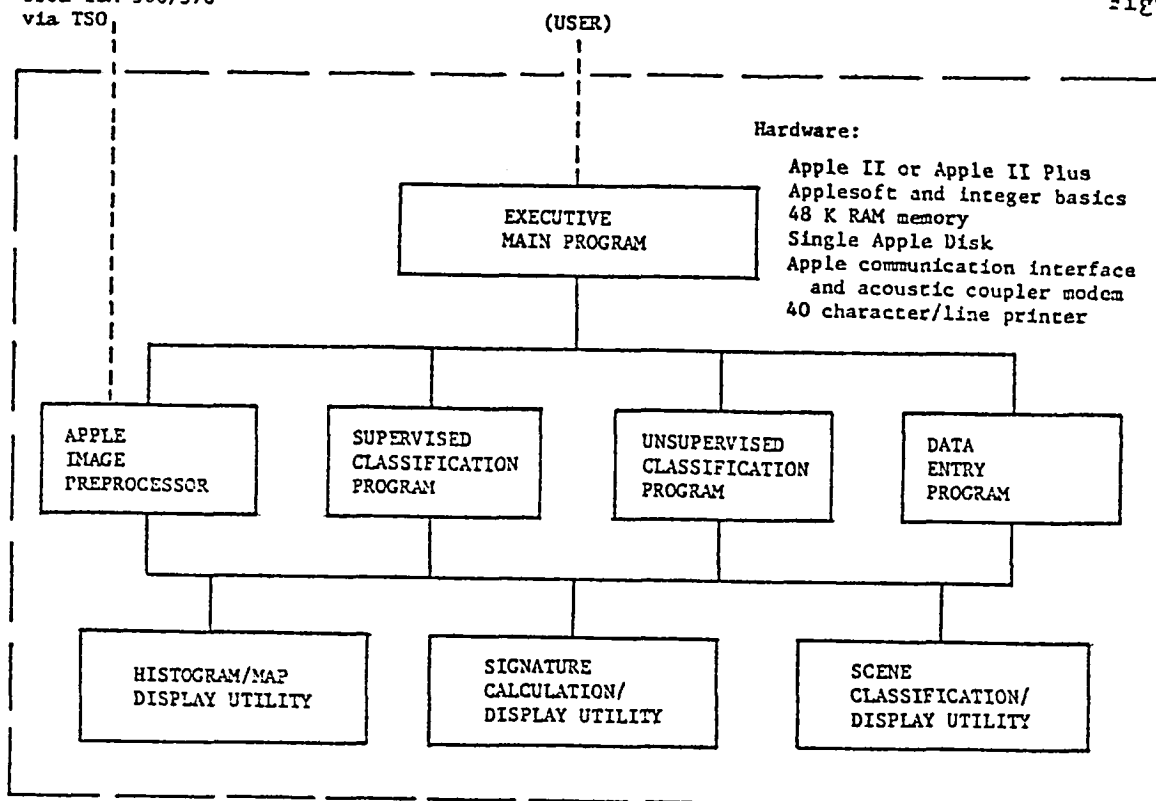 via TSO
(USER)
Hardware:
Apple II or Apple II Plus
Applesoft and integer basics
48 K RAM memory
Single Apple Disk
Apple communication interface
and acoustic coupler modem
40 character/line printer
EXECUTIVE
MAIN PROGRAM
APPLE
IMAGE
PREPROCESSOR
SUPERVISED
CLASSIFICATION
PROGRAM
UNSUPERVISED
CLASSIFICATION
PROGRAM
DATA
ENTRY
PROGRAM
HISTOGRAM/MAP
DISPLAY UTILITY
SIGNATURE
CALCULATION/
DISPLAY UTILITY
SCENE
CLASSIFICATION/
DISPLAY UTILITY